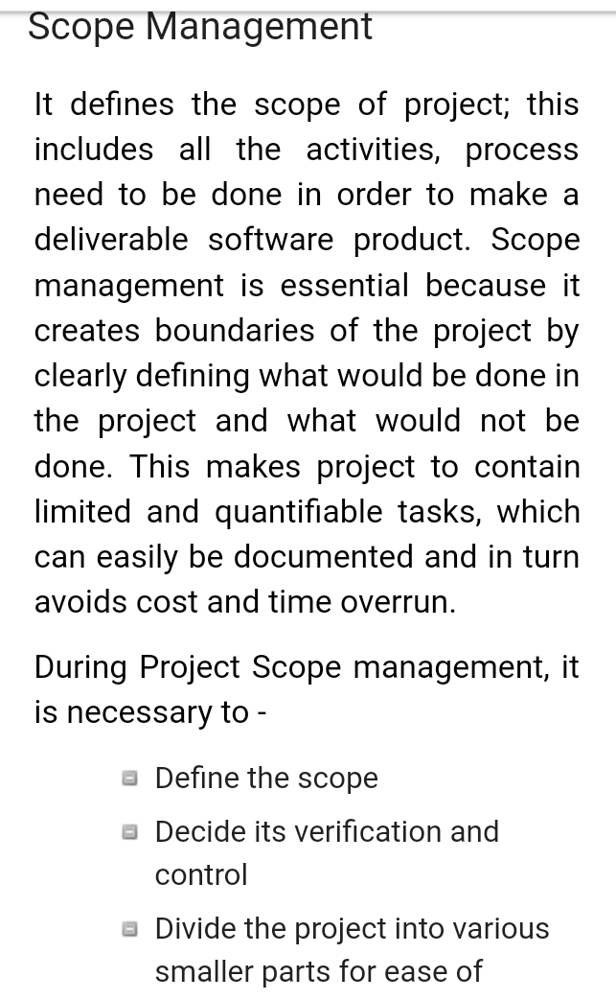 Scope Management
It defines the scope of project; this
includes all the activities, process
need to be done in order to make a
deliverable software product. Scope
management is essential because it
creates boundaries of the project by
clearly defining what would be done in
the project and what would not be
done. This makes project to contain
limited and quantifiable tasks, which
can easily be documented and in turn
avoids cost and time overrun.
During Project Scope management, it
is necessary to -
Define the scope
Decide its verification and
control
Divide the project into various
smaller parts for ease of